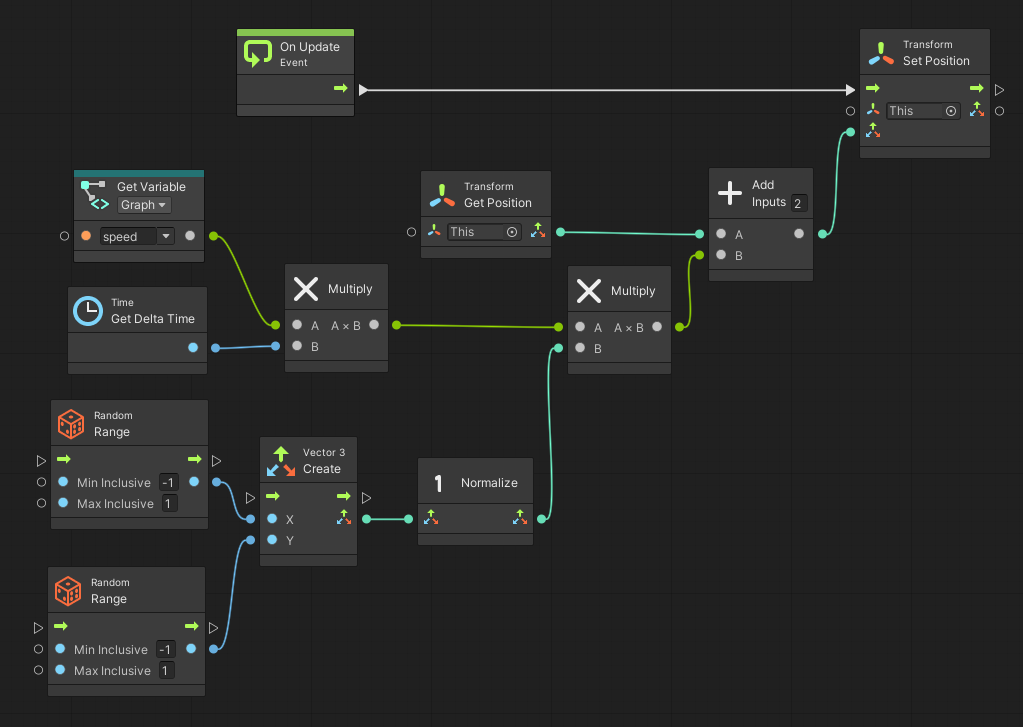 On Update
Event
Transform
Set Position
This
Get Variable
Graph
speed
Transform
Get Position
This
Add
Inputs 2
A
B
Time
Get Delta Time
Multiply
A A × B
B
Multiply
A A × B
B
Random
Range
Min Inclusive -1
Max Inclusive 1
Vector 3
Create
X
Y
1 Normalize
Random
Range
Min Inclusive -1
Max Inclusive 1